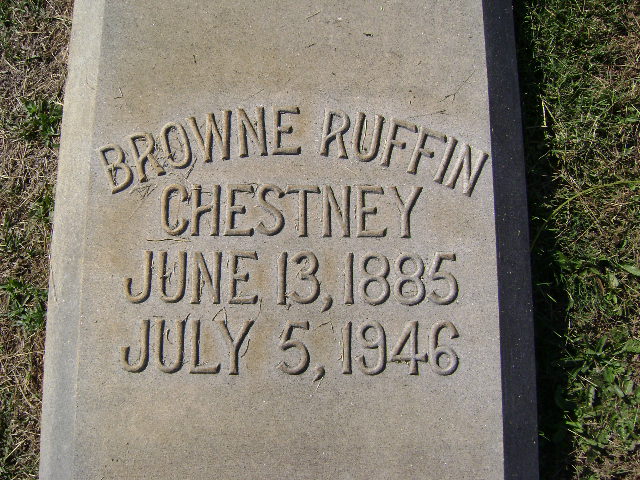 BROWNE RUFFIN
CHESTNEY
JUNE 13, 1885
JULY 5, 1946